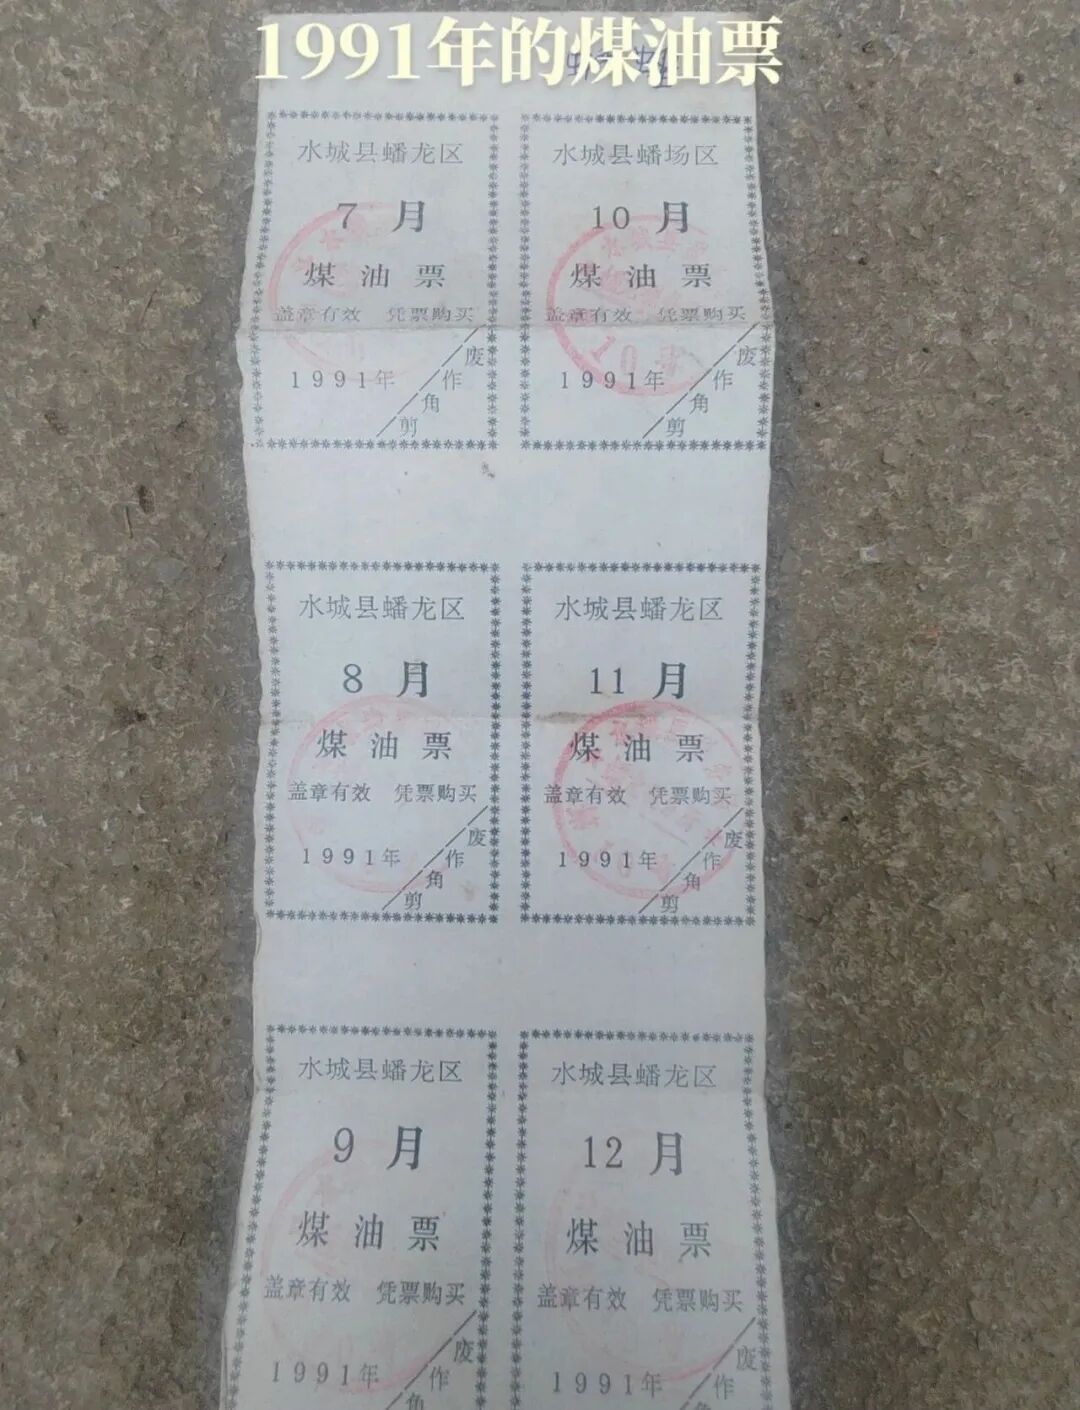 1991年的煤油票
水城县蟠龙区
7月
煤油票
盖章有效 凭票购买
1991年
剪角作废
水城县蟠场区
10月
煤油票
盖章有效 凭票购买
1991年
剪角作废
10号
水城县蟠龙区
8月
煤油票
盖章有效 凭票购买
1991年
剪角作废
水城县蟠龙区
11月
煤油票
盖章有效 凭票购买
1991年
剪角作废
水城县蟠龙区
9月
煤油票
盖章有效 凭票购买
1991年
角作废
水城县蟠龙区
12月
煤油票
盖章有效 凭票购买
1991年
角作废